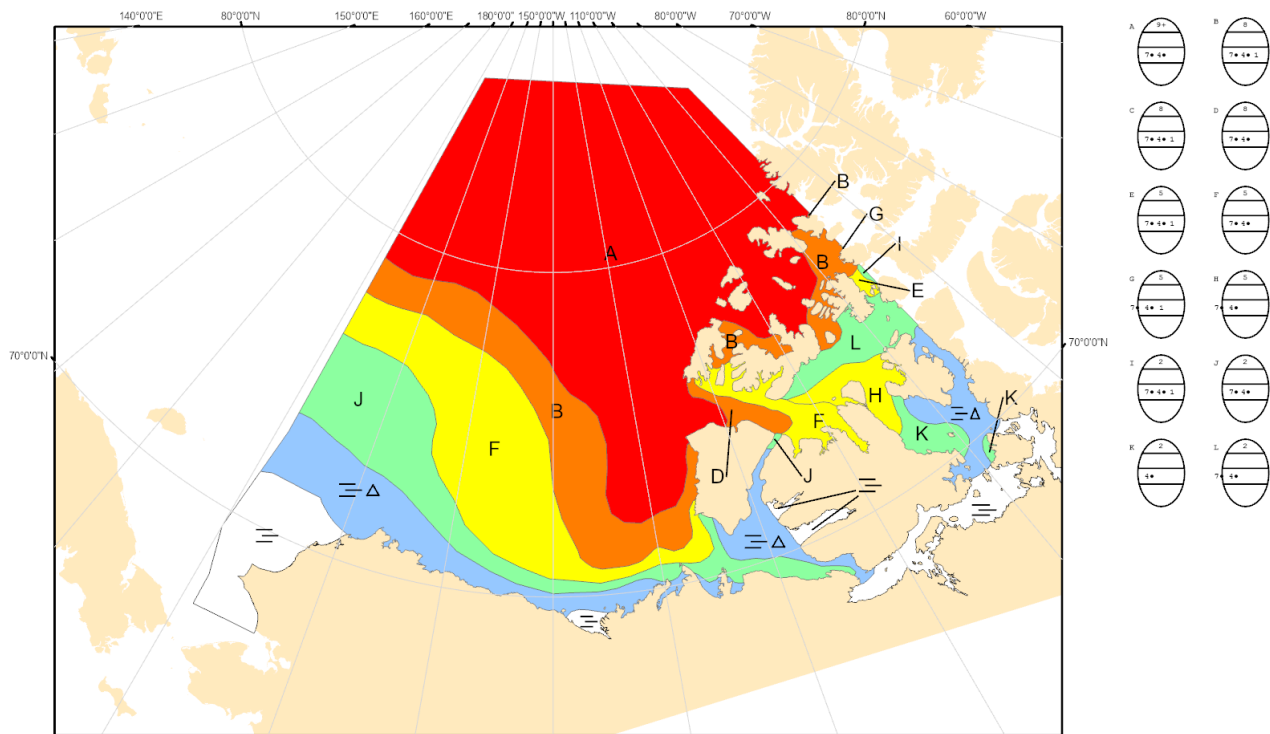 140°0'0"E 80°0'0"N 150°0'0"E 160°0'0"E 180°0'0" 150°0'0"W 110°0'0"W 80°0'0"W 70°0'0"W 80°0'0"N 60°0'0"W
A 9+ B 8
7• 4• 7• 4• 1
C 8 D 8
7• 4• 1 7• 4•
B
E 5 F 5
G
7• 4• 1 7• 4•
I
A
B
E
G 5 H 5
7• 4• 1 7• 4•
70°0'0"N B L 70°0'0"N
I 2 J 2
7• 4• 1 7• 4•
J H K
B F K
K 2 L 2
F D J
4• 7• 4•